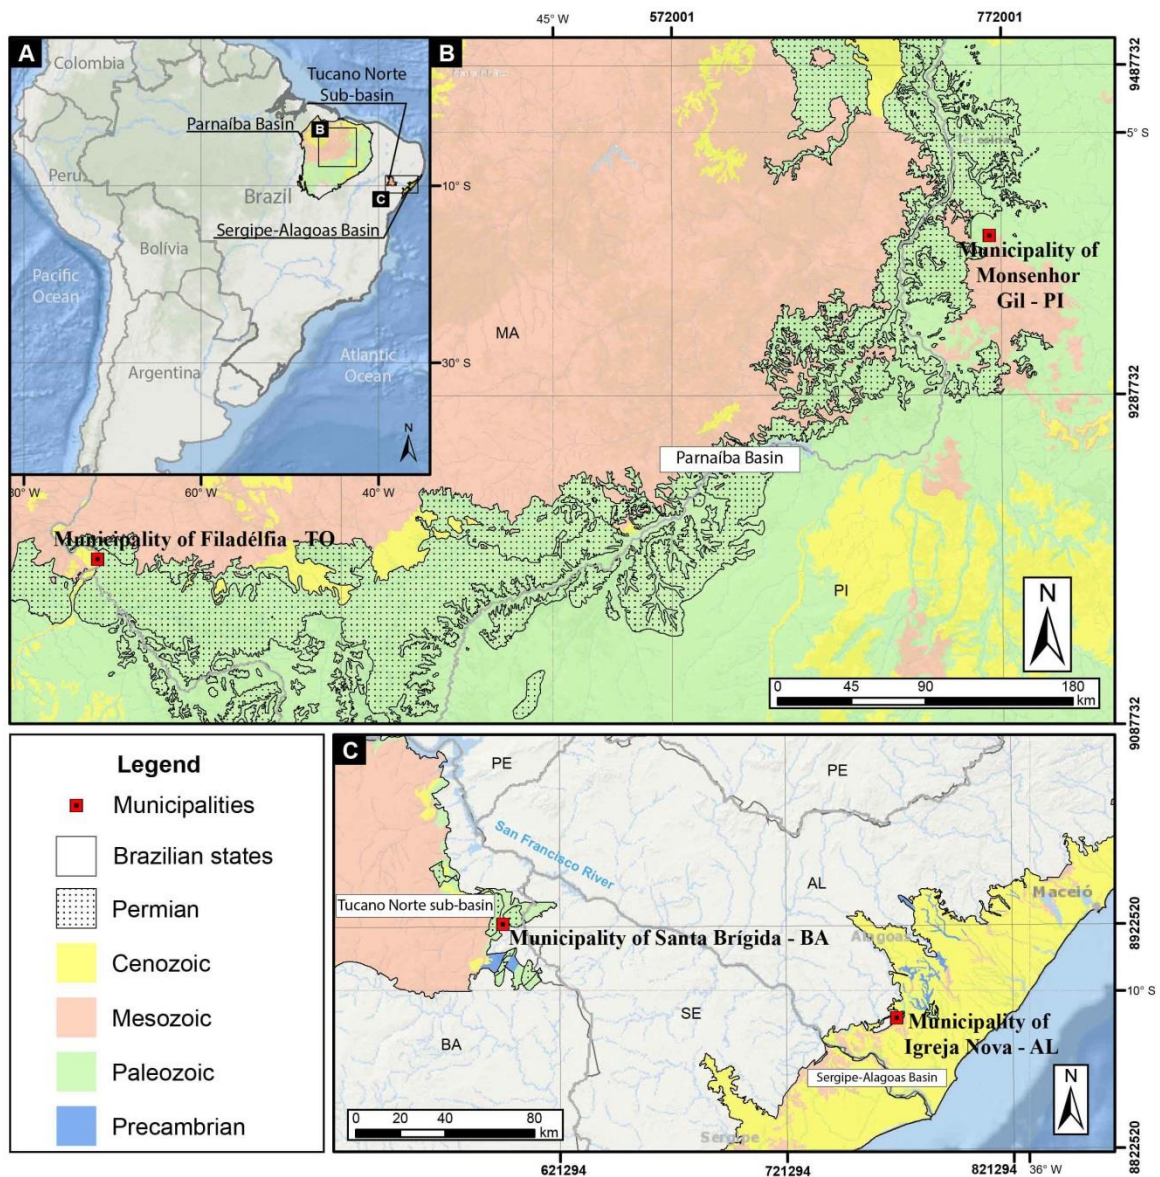 45° W
572001
772001
A
Colombia
Tucano Norte
Sub-basin
Parnaíba Basin
B
Peru
Brazil
C
10° S
Sergipe-Alagoas Basin
Bolívia
Pacific
Ocean
Argentina
Atlantic
Ocean
30° S
N
80° W
60° W
40° W
B
9487732
5° S
Teresina
Municipality of
Monsenhor
Gil - PI
MA
9287732
Parnaíba Basin
Municipality of Filadélfia - TO
PI
N
0 45 90 180
km
9087732
Legend
Municipalities
Brazilian states
Permian
Cenozoic
Mesozoic
Paleozoic
Precambrian
C
PE
PE
San Francisco River
AL
Maceió
Tucano Norte sub-basin
8922520
Municipality of Santa Brígida - BA
Alagoas
10° S
SE
Municipality of
Igreja Nova - AL
BA
Sergipe-Alagoas Basin
N
0 20 40 80
km
Sergipe
8822520
621294
721294
821294
36° W